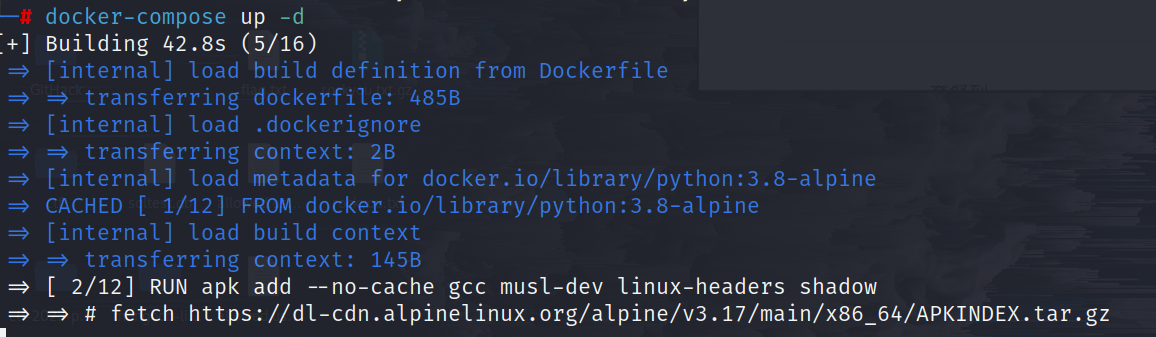 ─# docker-compose up -d
[+] Building 42.8s (5/16)
=> [internal] load build definition from Dockerfile
=> => transferring dockerfile: 485B
=> [internal] load .dockerignore
=> => transferring context: 2B
=> [internal] load metadata for docker.io/library/python:3.8-alpine
=> CACHED [ 1/12] FROM docker.io/library/python:3.8-alpine
=> [internal] load build context
=> => transferring context: 145B
=> [ 2/12] RUN apk add --no-cache gcc musl-dev linux-headers shadow
=> => # fetch https://dl-cdn.alpinelinux.org/alpine/v3.17/main/x86_64/APKINDEX.tar.gz